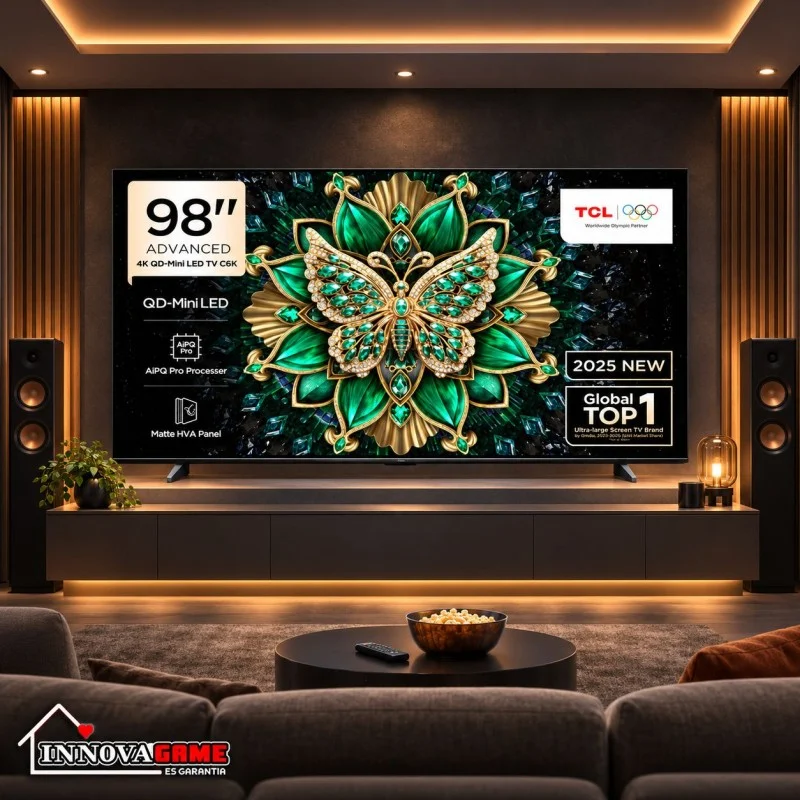 98"
ADVANCED
4K QD-Mini LED TV C6K
QD-Mini LED
AiPQ
Pro
AiPQ Pro Processer
Matte HVA Panel
TCL
Worldwide Olympic Partner
2025 NEW
Global
TOP 1
Ultra-large Screen TV Brand
INNOVAGAME
ES GARANTIA